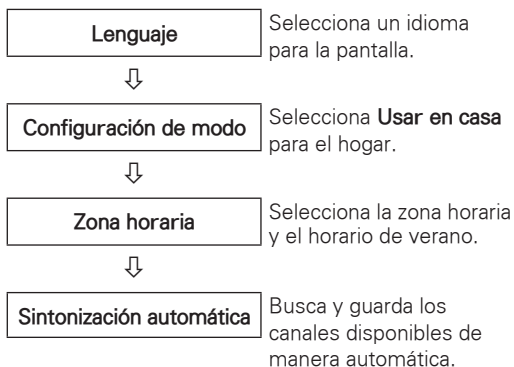 Lenguaje
Selecciona un idioma
para la pantalla.
Configuración de modo
Selecciona Usar en casa
para el hogar.
Zona horaria
Selecciona la zona horaria
y el horario de verano.
Sintonización automática
Busca y guarda los
canales disponibles de
manera automática.